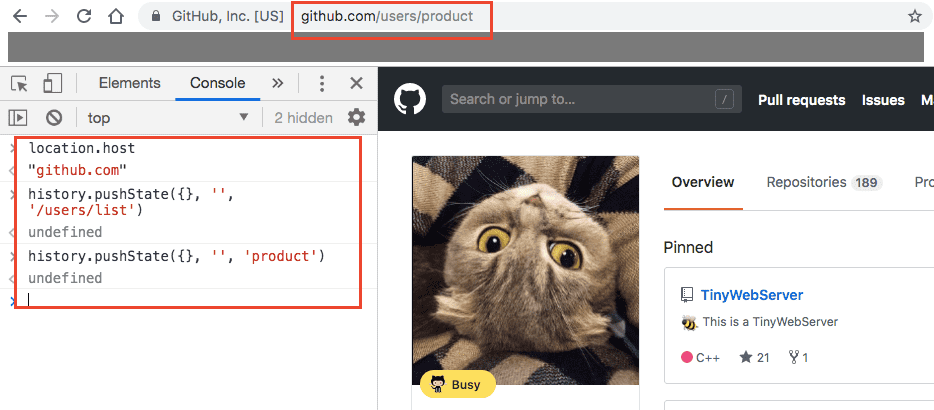 GitHub, Inc. [US]
github.com/users/product
Elements Console »
top 2 hidden
location.host
"github.com"
history.pushState({}, '',
'/users/list')
undefined
history.pushState({}, '', 'product')
undefined
Search or jump to... /
Pull requests Issues M
Overview Repositories 189 Pro
Pinned
TinyWebServer
This is a TinyWebServer
C++ 21 1
Busy